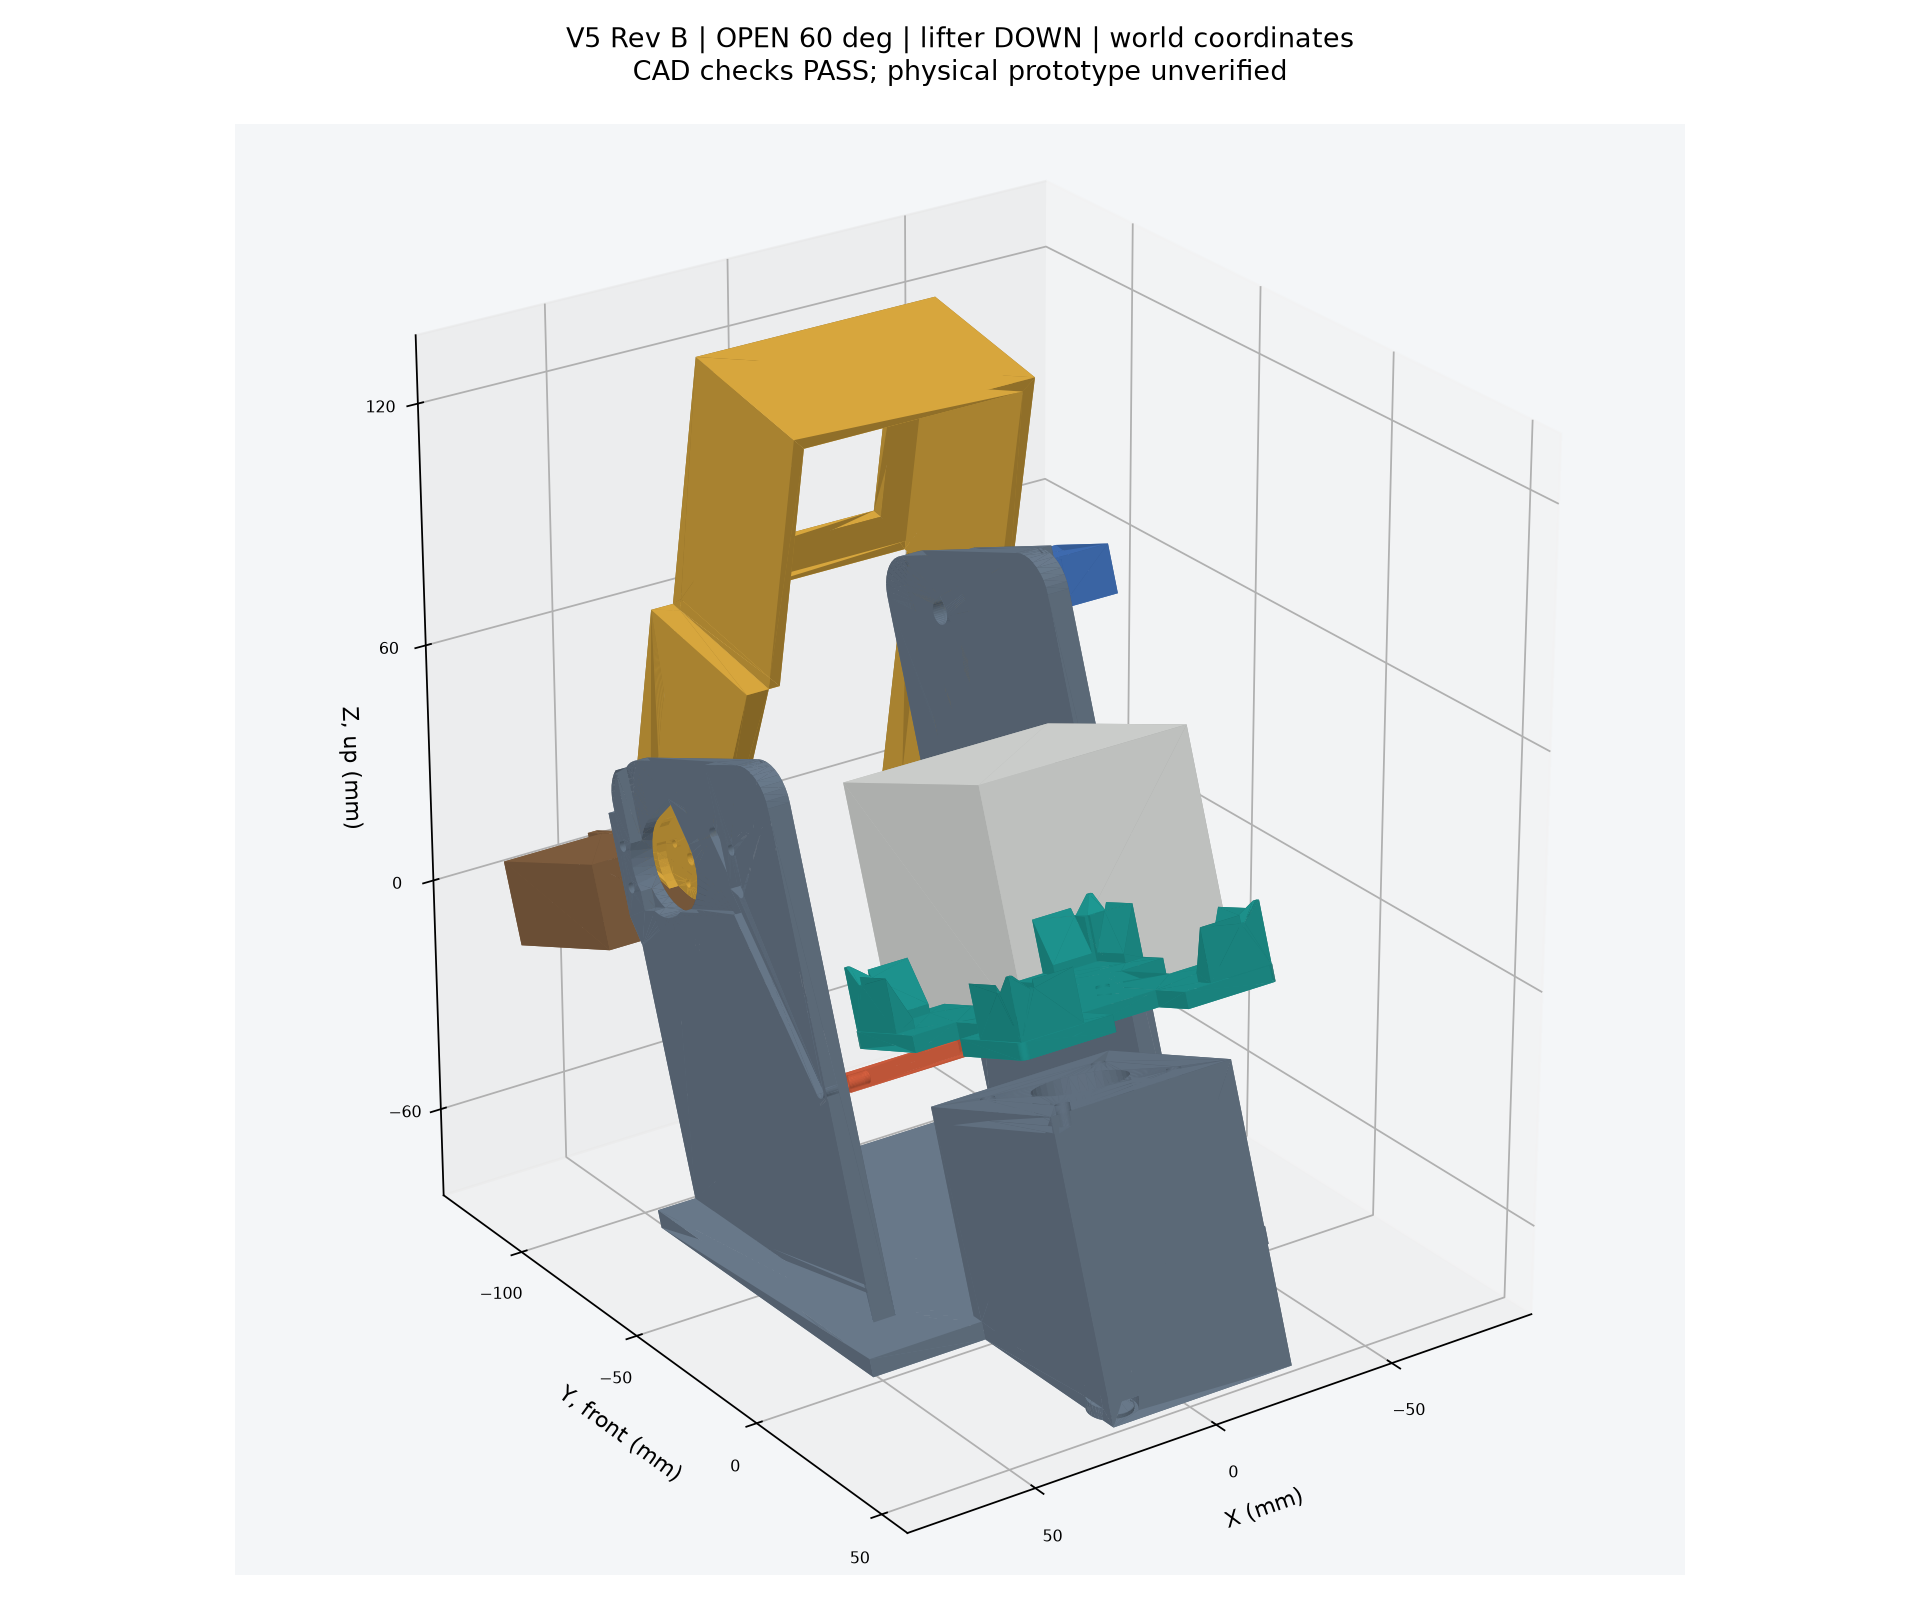 V5 Rev B | OPEN 60 deg | lifter DOWN | world coordinates
CAD checks PASS; physical prototype unverified
120
60
0
−60
Z, up (mm)
−100
−50
0
50
Y, front (mm)
50
0
−50
X (mm)